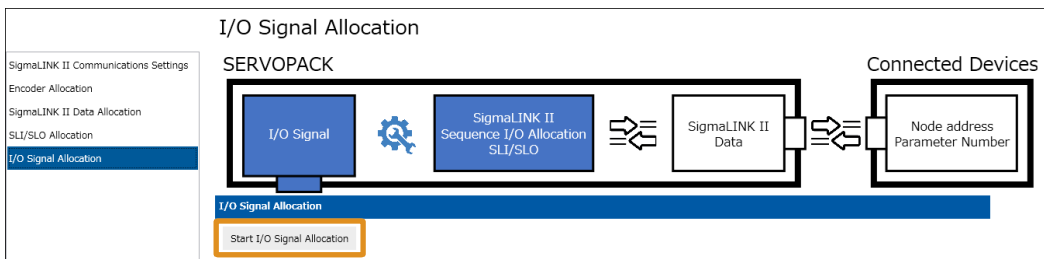 I/O Signal Allocation
SigmaLINK II Communications Settings
Encoder Allocation
SigmaLINK II Data Allocation
SLI/SLO Allocation
I/O Signal Allocation
SERVOPACK
Connected Devices
I/O Signal
SigmaLINK II
Sequence I/O Allocation
SLI/SLO
SigmaLINK II
Data
Node address
Parameter Number
I/O Signal Allocation
Start I/O Signal Allocation